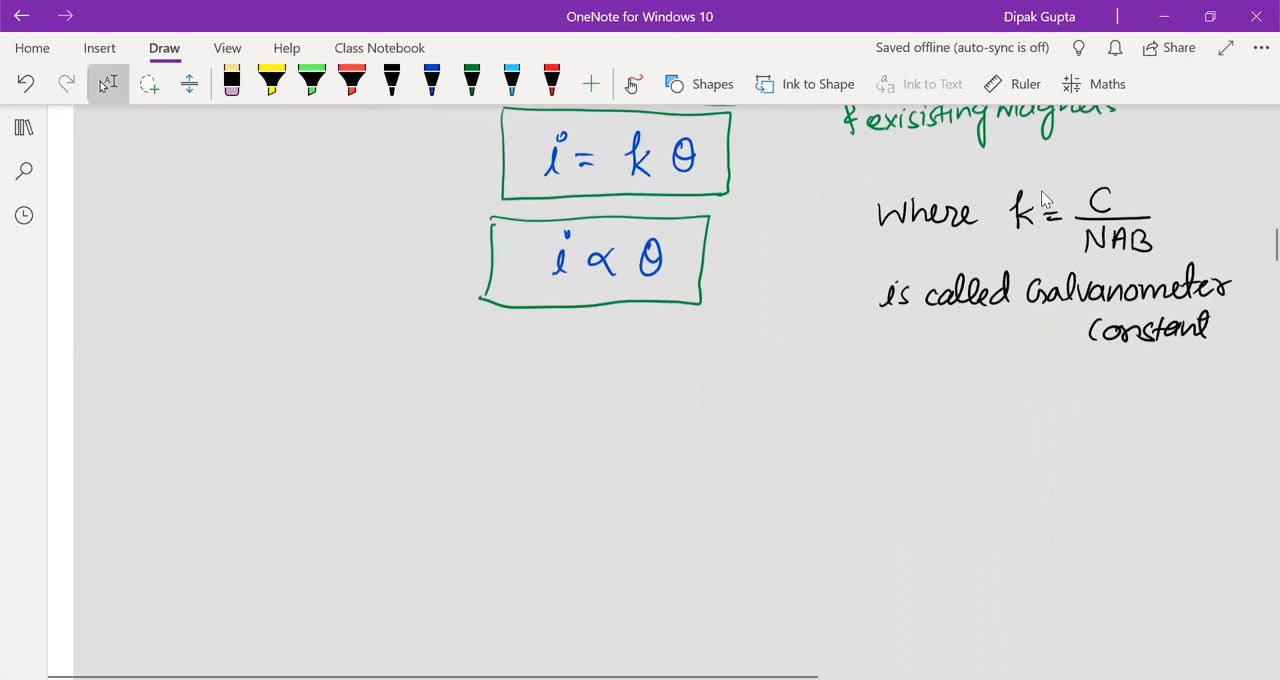 OneNote for Windows 10
Dipak Gupta
Home Insert Draw View Help Class Notebook
Saved offline (auto-sync is off)
Share
Shapes
Ink to Shape
Ink to Text
Ruler
Maths
& exisisting Magnets
i = k θ
i ∝ θ
Where k = C
NAB
is called Galvanometer
Constant